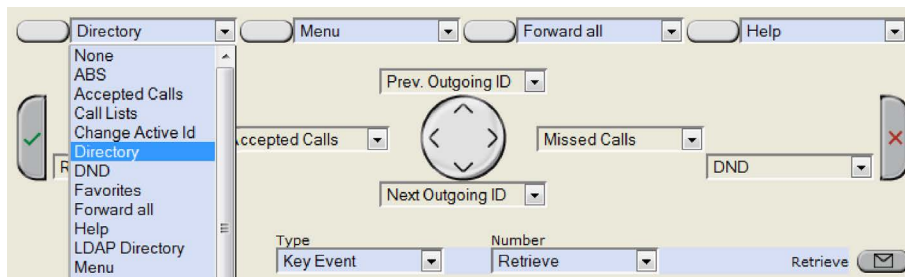 Directory Menu Forward all Help
None
ABS
Accepted Calls
Call Lists
Change Active Id
Directory
DND
Favorites
Forward all
Help
LDAP Directory
Menu
Prev. Outgoing ID
ccepted Calls
Missed Calls
R
DND
Next Outgoing ID
Type Number
Key Event Retrieve Retrieve